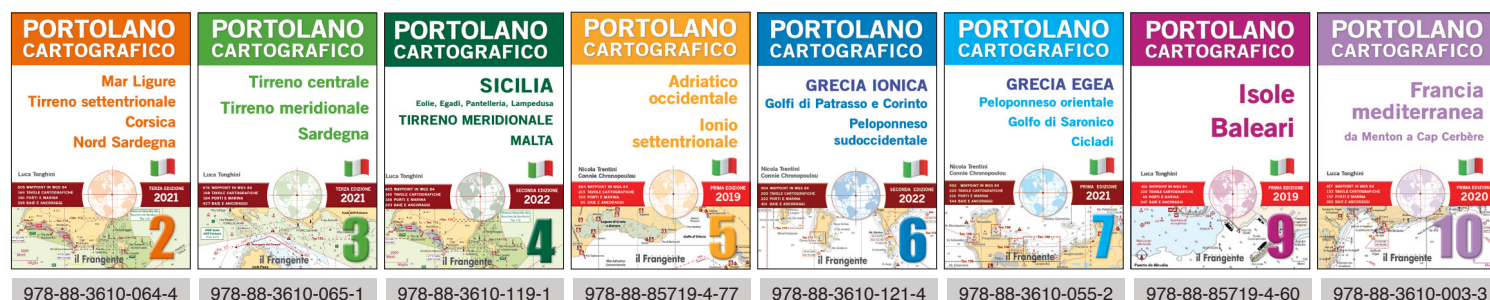 PORTOLANO
CARTOGRAFICO
Mar Ligure
Tirreno settentrionale
Corsica
Nord Sardegna
Luca Tonghini
TERZA EDIZIONE
2021
il Frangente
2
978-88-3610-064-4
PORTOLANO
CARTOGRAFICO
Tirreno centrale
Tirreno meridionale
Sardegna
Luca Tonghini
TERZA EDIZIONE
2021
il Frangente
3
978-88-3610-065-1
PORTOLANO
CARTOGRAFICO
SICILIA
Eolie, Egadi, Pantelleria, Lampedusa
TIRRENO MERIDIONALE
MALTA
Luca Tonghini
SECONDA EDIZIONE
2022
il Frangente
4
978-88-3610-119-1
PORTOLANO
CARTOGRAFICO
Adriatico
occidentale
Ionio
settentrionale
Nicola Trentini
Connie Chronopoulou
PRIMA EDIZIONE
2019
il Frangente
5
978-88-85719-4-77
PORTOLANO
CARTOGRAFICO
GRECIA IONICA
Golfi di Patrasso e Corinto
Peloponneso
sudoccidentale
Nicola Trentini
Connie Chronopoulou
SECONDA EDIZIONE
2022
il Frangente
6
978-88-3610-121-4
PORTOLANO
CARTOGRAFICO
GRECIA EGEA
Peloponneso orientale
Golfo di Saronico
Cicladi
Nicola Trentini
Connie Chronopoulou
PRIMA EDIZIONE
2021
il Frangente
7
978-88-3610-055-2
PORTOLANO
CARTOGRAFICO
Isole
Baleari
Luca Tonghini
PRIMA EDIZIONE
2019
il Frangente
9
978-88-85719-4-60
PORTOLANO
CARTOGRAFICO
Francia
mediterranea
da Menton a Cap Cerbère
Luca Tonghini
PRIMA EDIZIONE
2020
il Frangente
10
978-88-3610-003-3